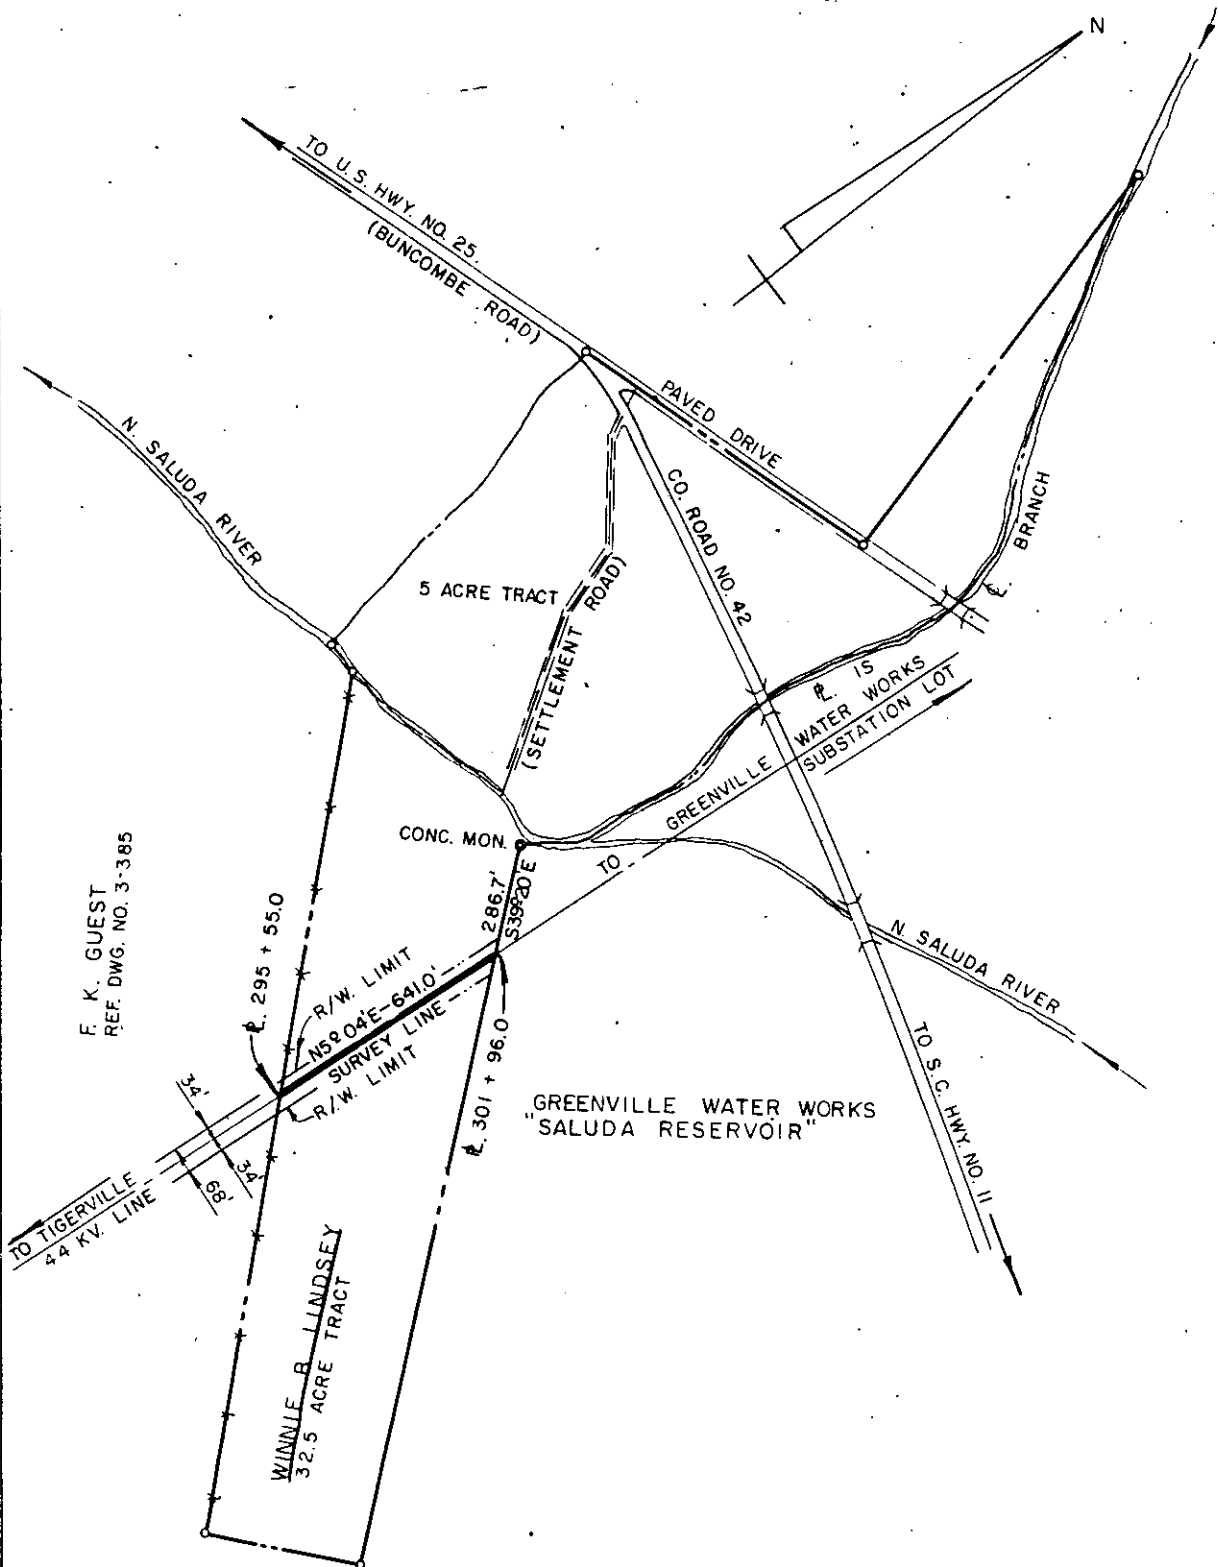 N
TO U.S. HWY. NO. 25.
(BUNCOMBE ROAD)
PAVED DRIVE
N. SALUDA RIVER
CO. ROAD NO. 42
BRANCH
℄.
5 ACRE TRACT
(SETTLEMENT ROAD)
℄. IS
TO GREENVILLE WATER WORKS
SUBSTATION LOT
CONC. MON.
286.7'
S39°20'E
F. K. GUEST
REF. DWG. NO. 3-385
℄. 295 + 55.0
R/W. LIMIT
N5°04'E-641.0'
SURVEY LINE
R/W. LIMIT
℄. 301 + 96.0
N. SALUDA RIVER
TO S.C. HWY. NO. 11
GREENVILLE WATER WORKS
"SALUDA RESERVOIR"
34'
34'
68'
TO TIGERVILLE
44 KV. LINE
WINNIE B. LINDSEY
32.5 ACRE TRACT